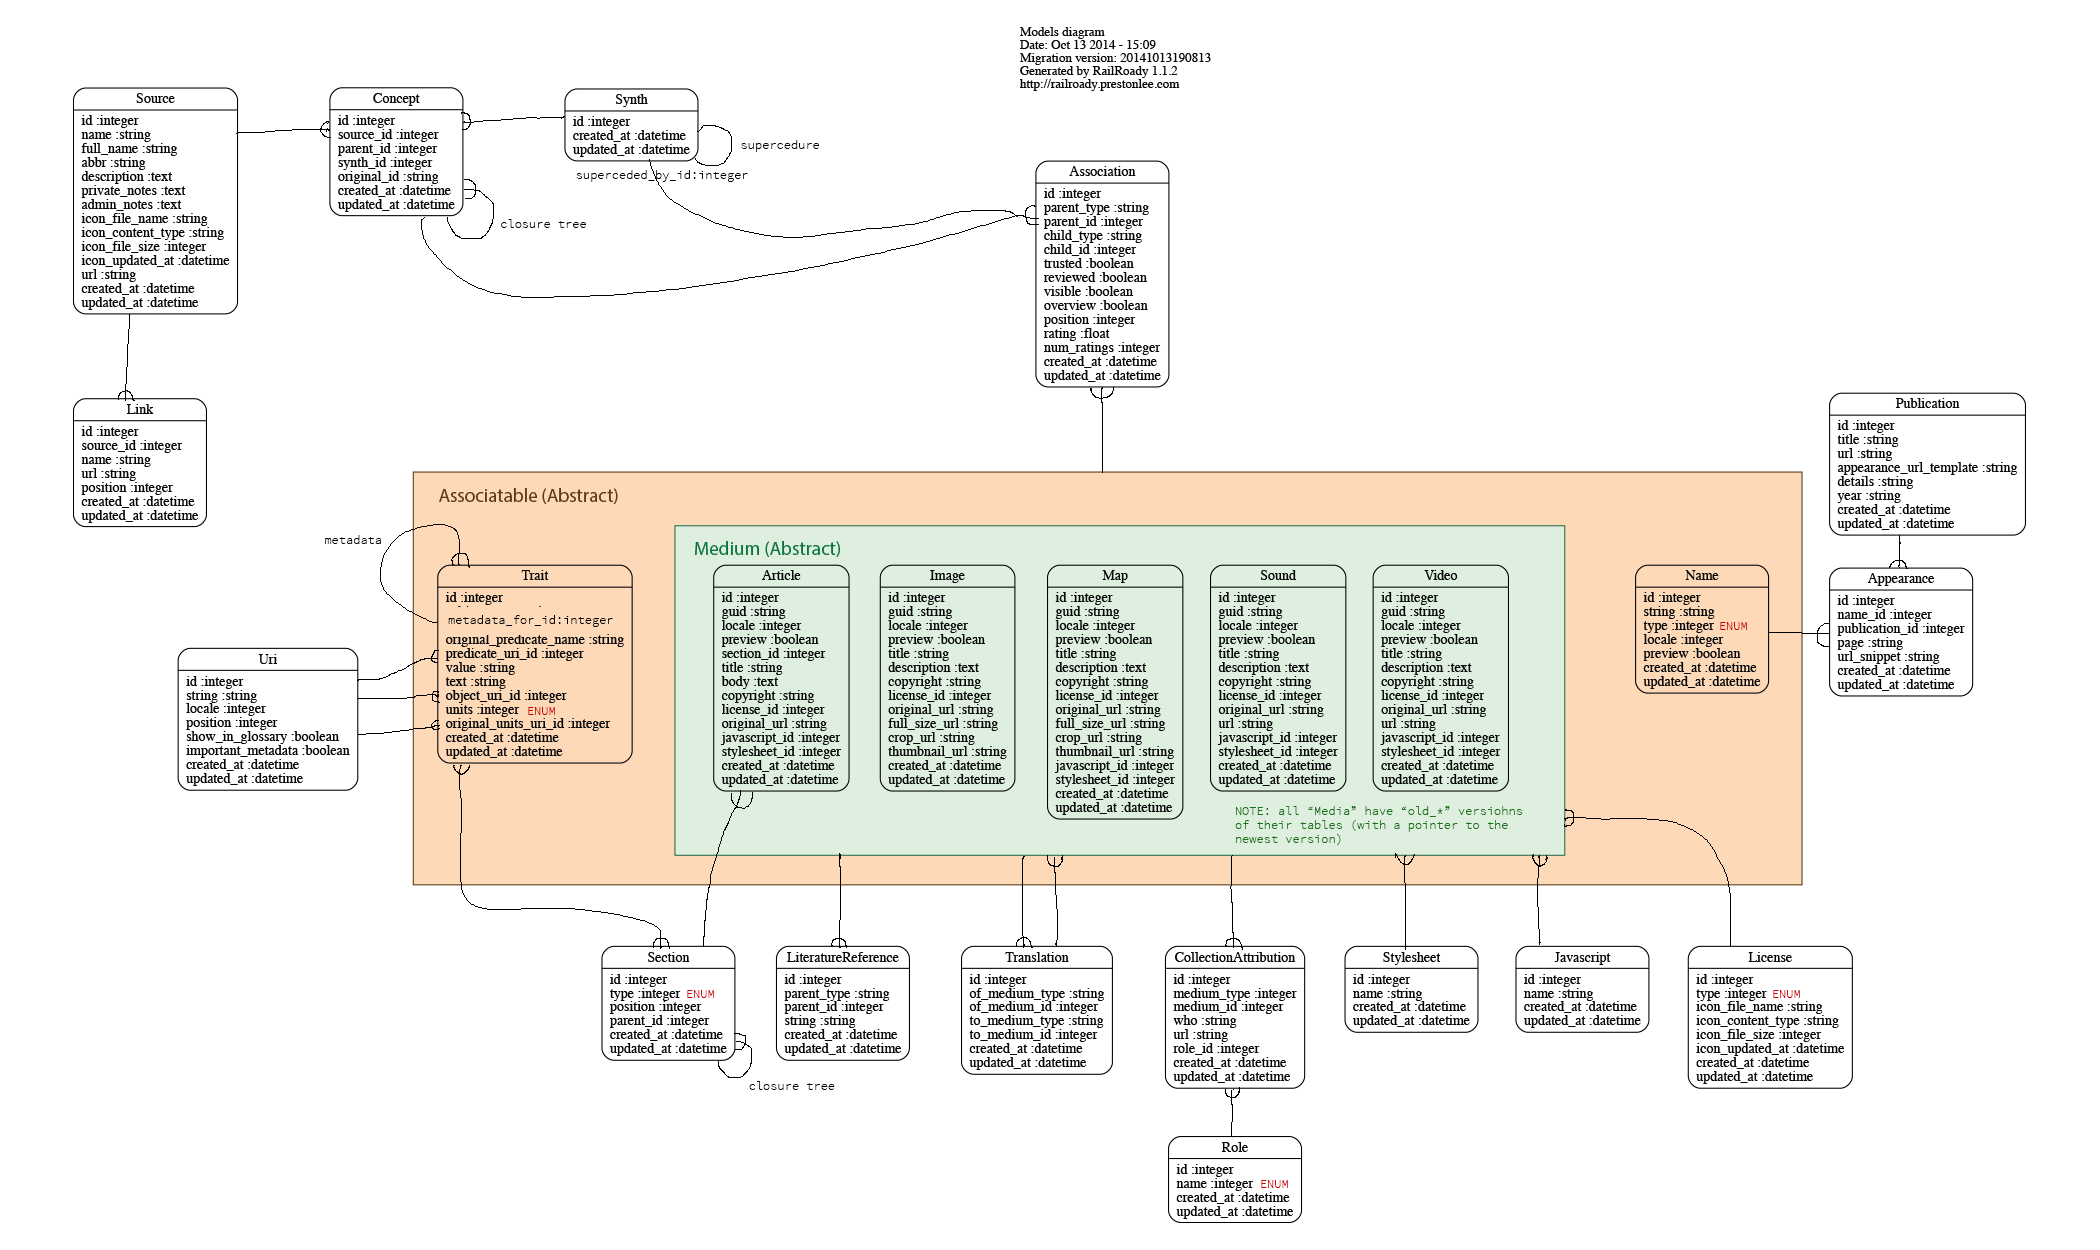 Models diagram
Date: Oct 13 2014 - 15:09
Migration version: 20141013190813
Generated by RailRoady 1.1.2
http://railroady.prestonlee.com
Source
id :integer
name :string
full_name :string
abbr :string
description :text
private_notes :text
admin_notes :text
icon_file_name :string
icon_content_type :string
icon_file_size :integer
icon_updated_at :datetime
url :string
created_at :datetime
updated_at :datetime
Concept
id :integer
source_id :integer
parent_id :integer
synth_id :integer
original_id :string
created_at :datetime
updated_at :datetime
closure tree
Synth
id :integer
created_at :datetime
updated_at :datetime
supercedure
superceded_by_id:integer
Association
id :integer
parent_type :string
parent_id :integer
child_type :string
child_id :integer
trusted :boolean
reviewed :boolean
visible :boolean
overview :boolean
position :integer
rating :float
num_ratings :integer
created_at :datetime
updated_at :datetime
Link
id :integer
source_id :integer
name :string
url :string
position :integer
created_at :datetime
updated_at :datetime
Publication
id :integer
title :string
url :string
appearance_url_template :string
details :string
year :string
created_at :datetime
updated_at :datetime
Associatable (Abstract)
metadata
Trait
id :integer
metadata_for_id:integer
original_predicate_name :string
predicate_uri_id :integer
value :string
text :string
object_uri_id :integer
units :integer ENUM
original_units_uri_id :integer
created_at :datetime
updated_at :datetime
Medium (Abstract)
Article
id :integer
guid :string
locale :integer
preview :boolean
section_id :integer
title :string
body :text
copyright :string
license_id :integer
original_url :string
javascript_id :integer
stylesheet_id :integer
created_at :datetime
updated_at :datetime
Image
id :integer
guid :string
locale :integer
preview :boolean
title :string
description :text
copyright :string
license_id :integer
original_url :string
full_size_url :string
crop_url :string
thumbnail_url :string
created_at :datetime
updated_at :datetime
Map
id :integer
guid :string
locale :integer
preview :boolean
title :string
description :text
copyright :string
license_id :integer
original_url :string
full_size_url :string
crop_url :string
thumbnail_url :string
javascript_id :integer
stylesheet_id :integer
created_at :datetime
updated_at :datetime
Sound
id :integer
guid :string
locale :integer
preview :boolean
title :string
description :text
copyright :string
license_id :integer
original_url :string
url :string
javascript_id :integer
stylesheet_id :integer
created_at :datetime
updated_at :datetime
Video
id :integer
guid :string
locale :integer
preview :boolean
title :string
description :text
copyright :string
license_id :integer
original_url :string
url :string
javascript_id :integer
stylesheet_id :integer
created_at :datetime
updated_at :datetime
NOTE: all “Media” have “old_*” versiohns
of their tables (with a pointer to the
newest version)
Name
id :integer
string :string
type :integer ENUM
locale :integer
preview :boolean
created_at :datetime
updated_at :datetime
Appearance
id :integer
name_id :integer
publication_id :integer
page :string
url_snippet :string
created_at :datetime
updated_at :datetime
Uri
id :integer
string :string
locale :integer
position :integer
show_in_glossary :boolean
important_metadata :boolean
created_at :datetime
updated_at :datetime
Section
id :integer
type :integer ENUM
position :integer
parent_id :integer
created_at :datetime
updated_at :datetime
closure tree
LiteratureReference
id :integer
parent_type :string
parent_id :integer
string :string
created_at :datetime
updated_at :datetime
Translation
id :integer
of_medium_type :string
of_medium_id :integer
to_medium_type :string
to_medium_id :integer
created_at :datetime
updated_at :datetime
CollectionAttribution
id :integer
medium_type :integer
medium_id :integer
who :string
url :string
role_id :integer
created_at :datetime
updated_at :datetime
Stylesheet
id :integer
name :string
created_at :datetime
updated_at :datetime
Javascript
id :integer
name :string
created_at :datetime
updated_at :datetime
License
id :integer
type :integer ENUM
icon_file_name :string
icon_content_type :string
icon_file_size :integer
icon_updated_at :datetime
created_at :datetime
updated_at :datetime
Role
id :integer
name :integer ENUM
created_at :datetime
updated_at :datetime